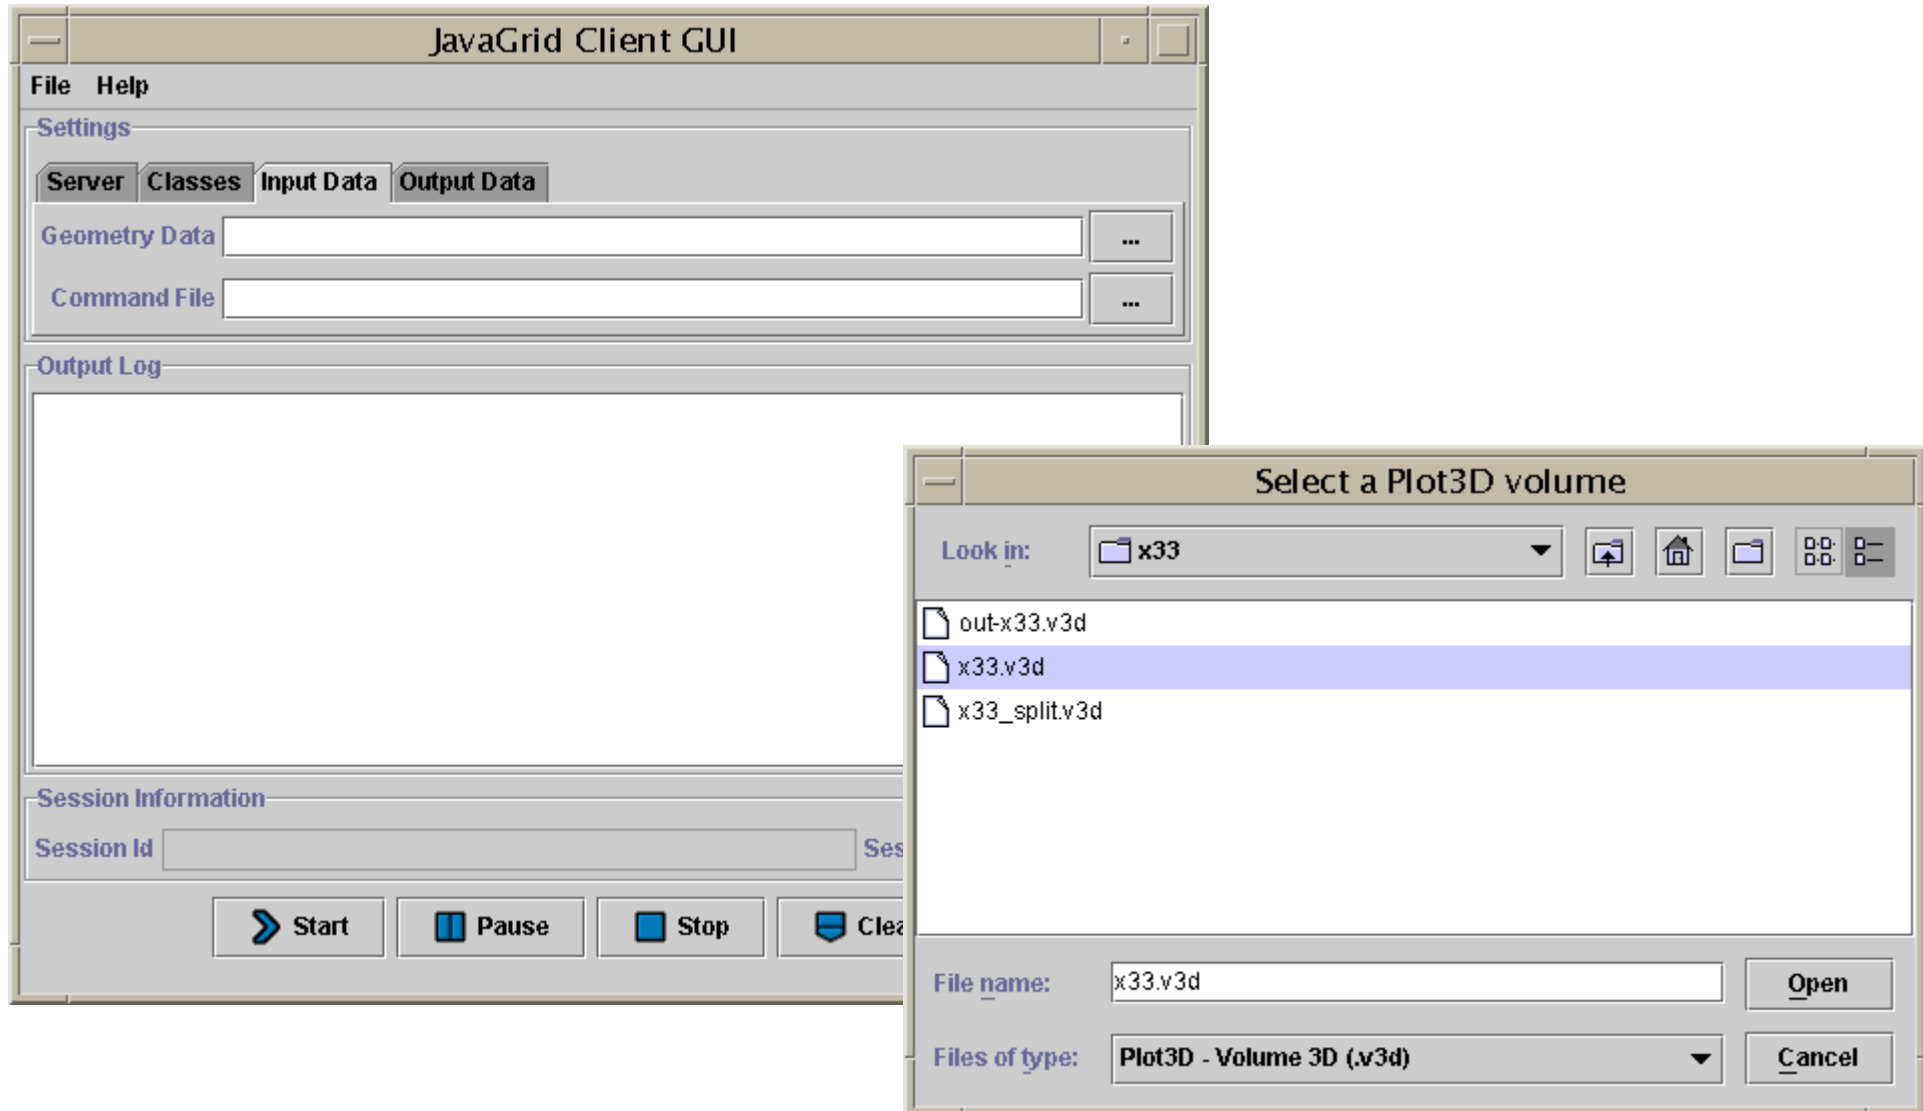 JavaGrid Client GUI
File Help
Settings
Server Classes Input Data Output Data
Geometry Data ...
Command File ...
Output Log
Session Information
Session Id
Start Pause Stop
Select a Plot3D volume
Look in: x33
out-x33.v3d
x33.v3d
x33_split.v3d
File name: x33.v3d Open
Files of type: Plot3D - Volume 3D (.v3d) Cancel